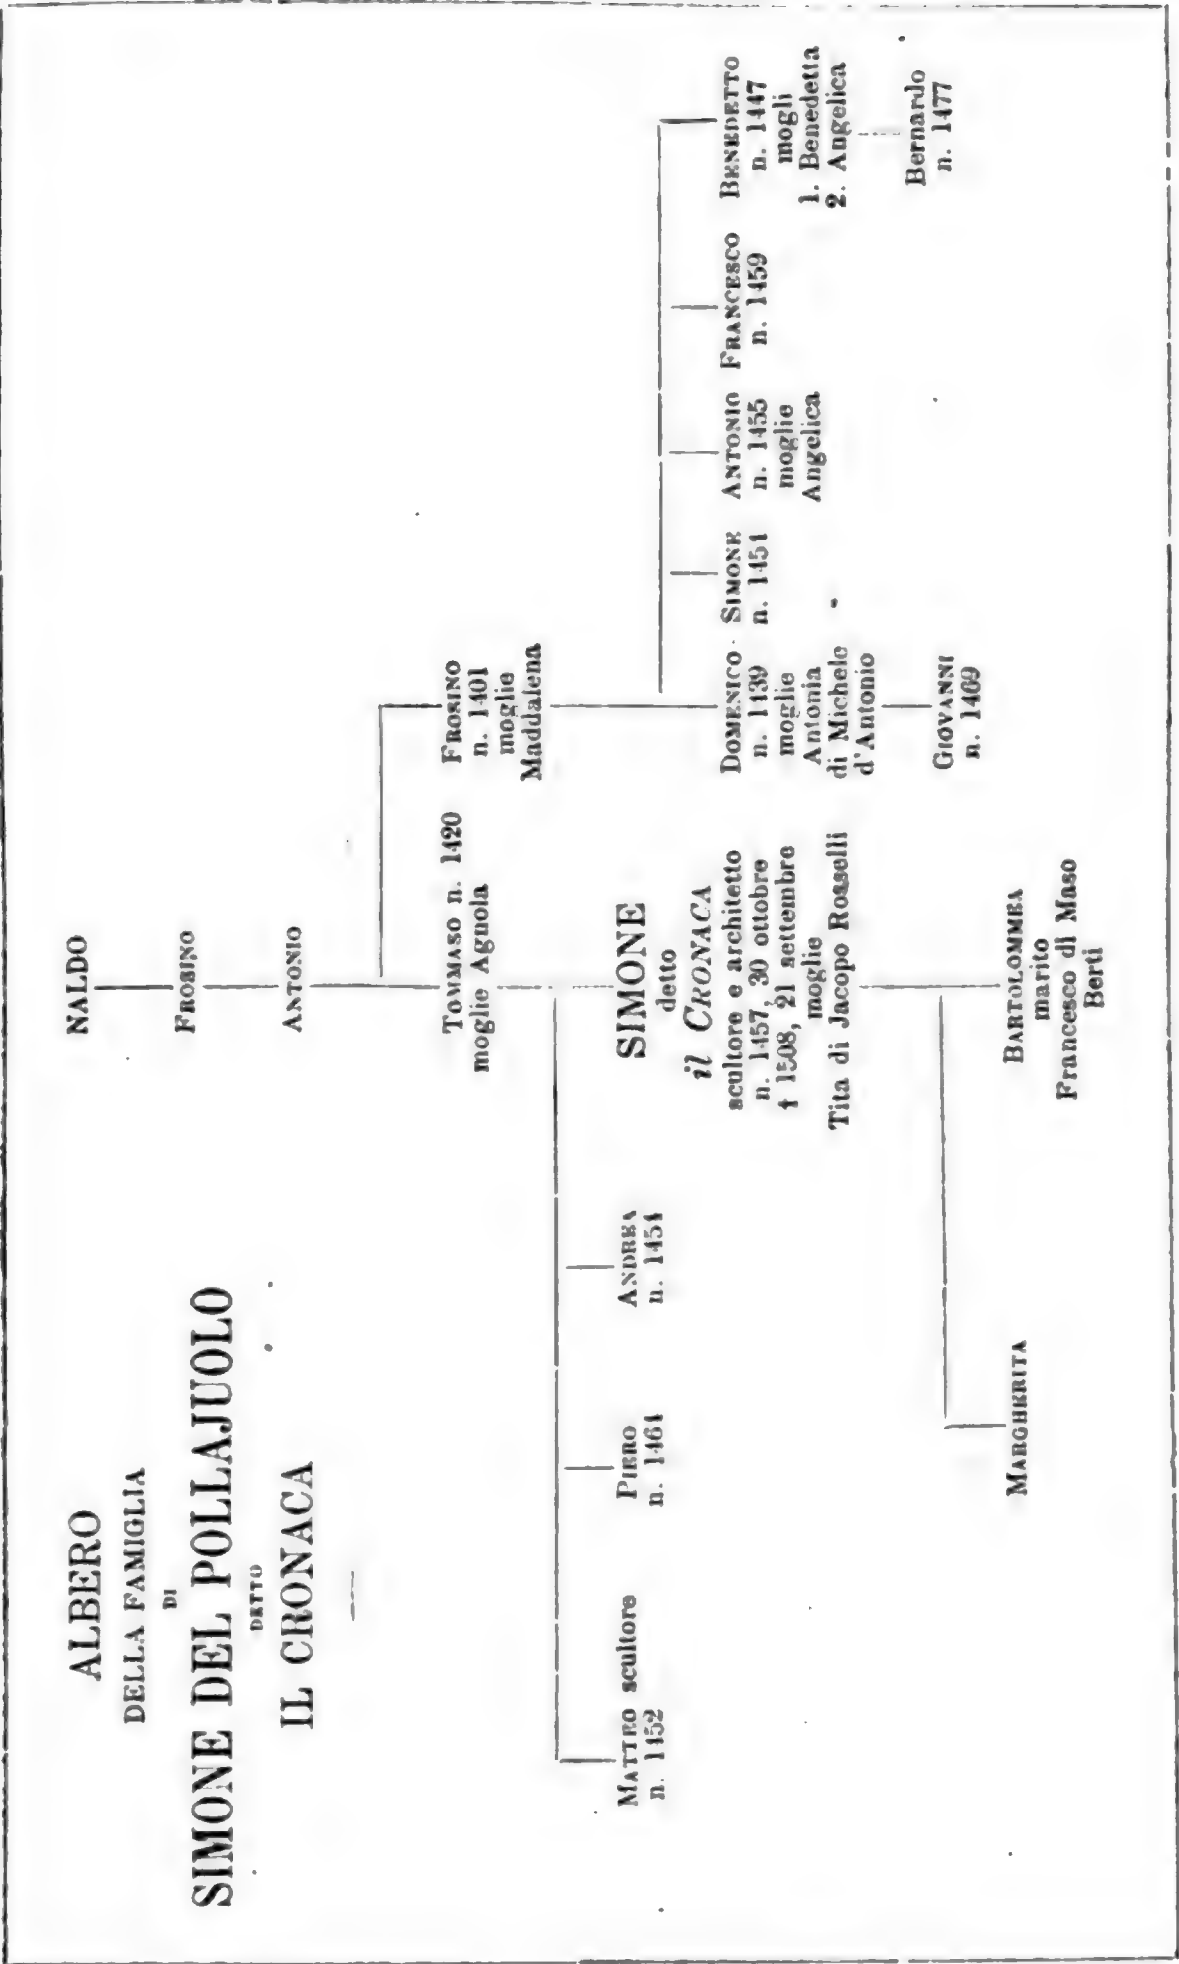 ALBERO
DELLA FAMIGLIA
DI
SIMONE DEL POLLAJUOLO
DETTO
IL CRONACA
NALDO
FROSINO
ANTONIO
TOMMASO n. 1420
moglie Agnola
FROSINO
n. 1401
moglie
Maddalena
MATTEO scultore
n. 1452
PIERO
n. 1461
ANDREA
n. 1454
SIMONE
detto
il CRONACA
scultore e architetto
n. 1457, 30 ottobre
† 1508, 21 settembre
moglie
Tita di Jacopo Rosselli
DOMENICO
n. 1439
moglie
Antonia
di Michele
d'Antonio
SIMONE
n. 1451
ANTONIO
n. 1455
moglie
Angelica
FRANCESCO
n. 1459
BENEDETTO
n. 1447
mogli
1. Benedetta
2. Angelica
GIOVANNI
n. 1469
Bernardo
n. 1477
MARGHERITA
BARTOLOMMEA
marito
Francesco di Maso
Berti